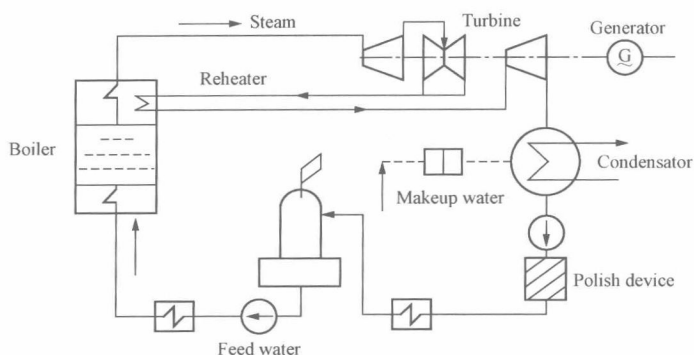 Steam
Turbine
Generator
G
Reheater
Boiler
Condensator
Makeup water
Polish device
Feed water